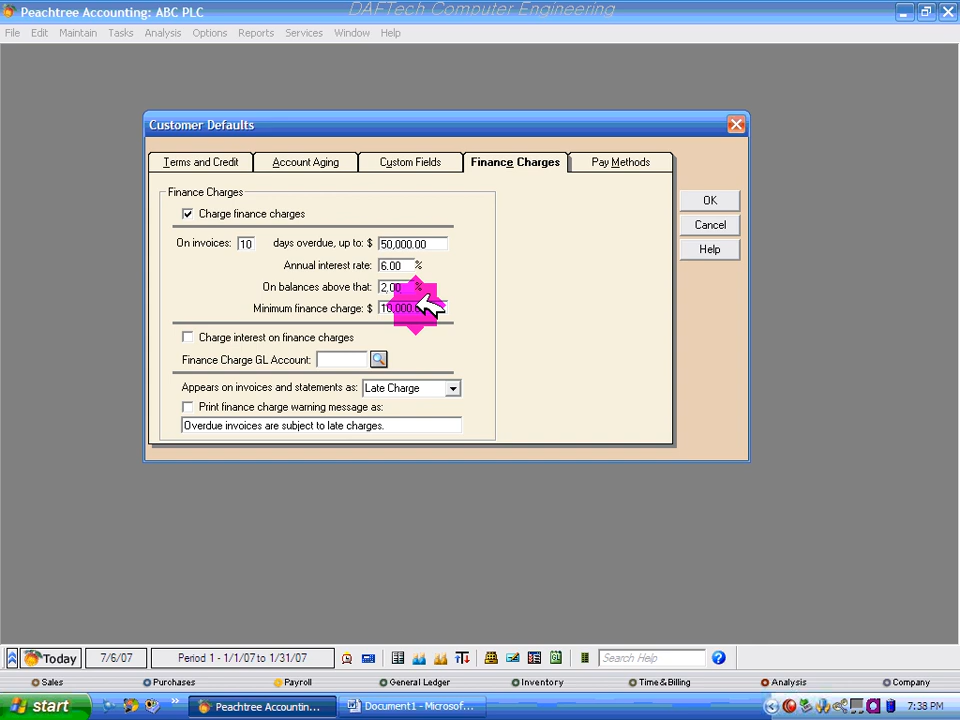 Peachtree Accounting: ABC PLC
DAFTech Computer Engineering
File Edit Maintain Tasks Analysis Options Reports Services Window Help
Customer Defaults
Terms and Credit Account Aging Custom Fields Finance Charges Pay Methods
Finance Charges
Charge finance charges
On invoices: 10 days overdue, up to: $ 50,000.00
Annual interest rate: 6.00 %
On balances above that: 2.00 %
Minimum finance charge: $
Charge interest on finance charges
Finance Charge GL Account:
Appears on invoices and statements as: Late Charge
Print finance charge warning message as:
Overdue invoices are subject to late charges.
OK
Cancel
Help
Today 7/6/07 Period 1 - 1/1/07 to 1/31/07 Search Help
Sales Purchases Payroll General Ledger Inventory Time & Billing Analysis Company
start Peachtree Accountin... Document1 - Microsof... 7:38 PM